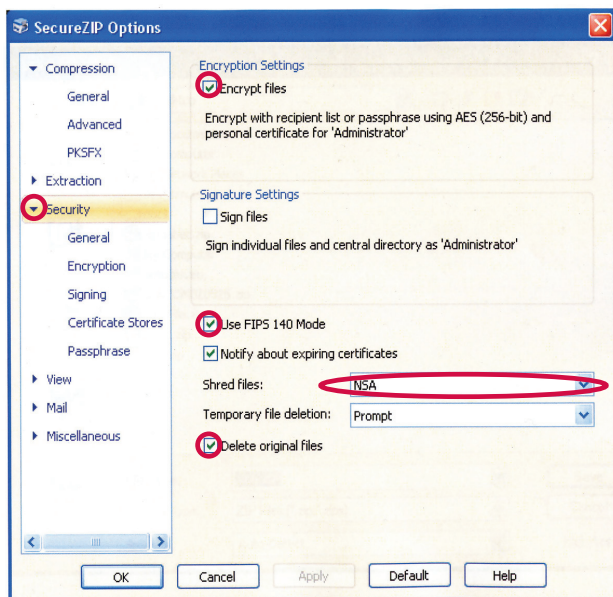 SecureZIP Options
Compression
General
Advanced
PKSFX
Extraction
Security
General
Encryption
Signing
Certificate Stores
Passphrase
View
Mail
Miscellaneous
Encryption Settings
Encrypt files
Encrypt with recipient list or passphrase using AES (256-bit) and
personal certificate for 'Administrator'
Signature Settings
Sign files
Sign individual files and central directory as 'Administrator'
Use FIPS 140 Mode
Notify about expiring certificates
Shred files: NSA
Temporary file deletion: Prompt
Delete original files
OK Cancel Apply Default Help